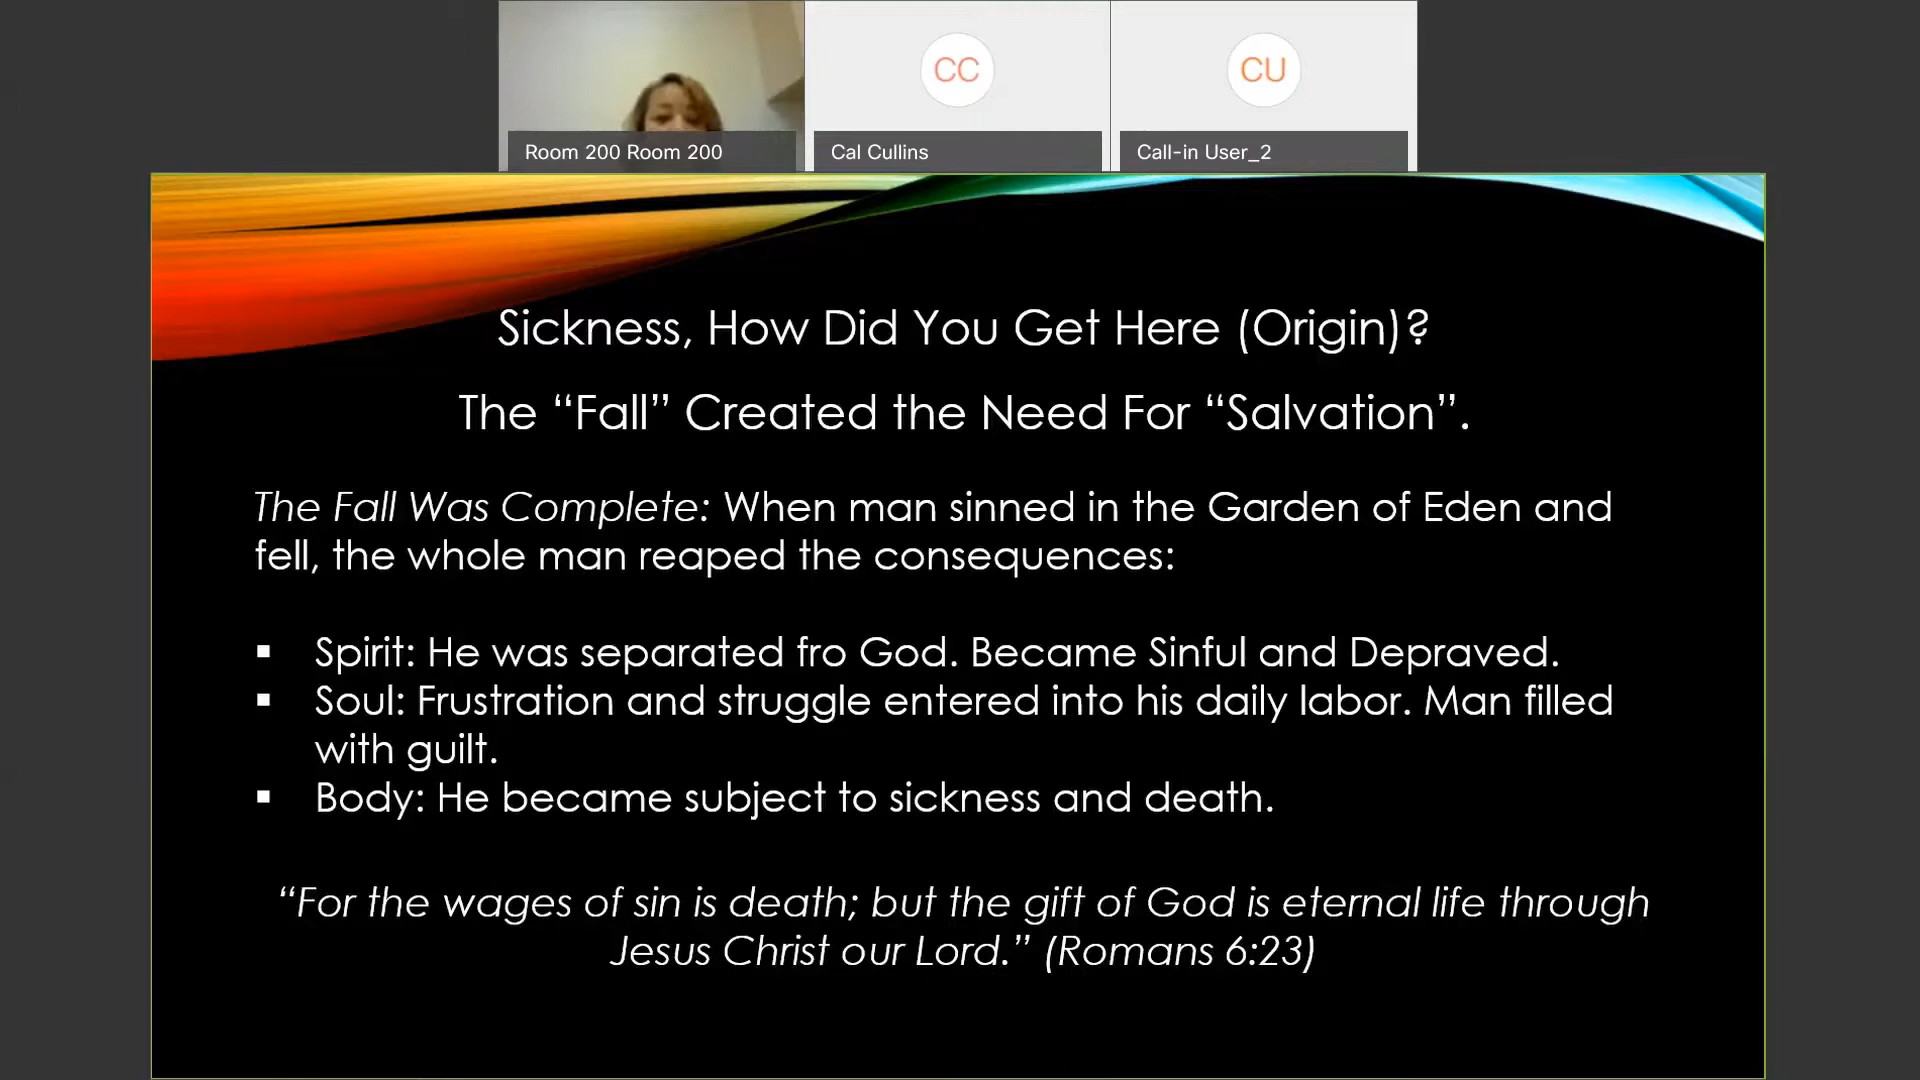 CC
CU
Room 200 Room 200
Cal Cullins
Call-in User_2
Sickness, How Did You Get Here (Origin)?
The “Fall” Created the Need For “Salvation”.
The Fall Was Complete: When man sinned in the Garden of Eden and
fell, the whole man reaped the consequences:
▪ Spirit: He was separated fro God. Became Sinful and Depraved.
▪ Soul: Frustration and struggle entered into his daily labor. Man filled
with guilt.
▪ Body: He became subject to sickness and death.
“For the wages of sin is death; but the gift of God is eternal life through
Jesus Christ our Lord.” (Romans 6:23)